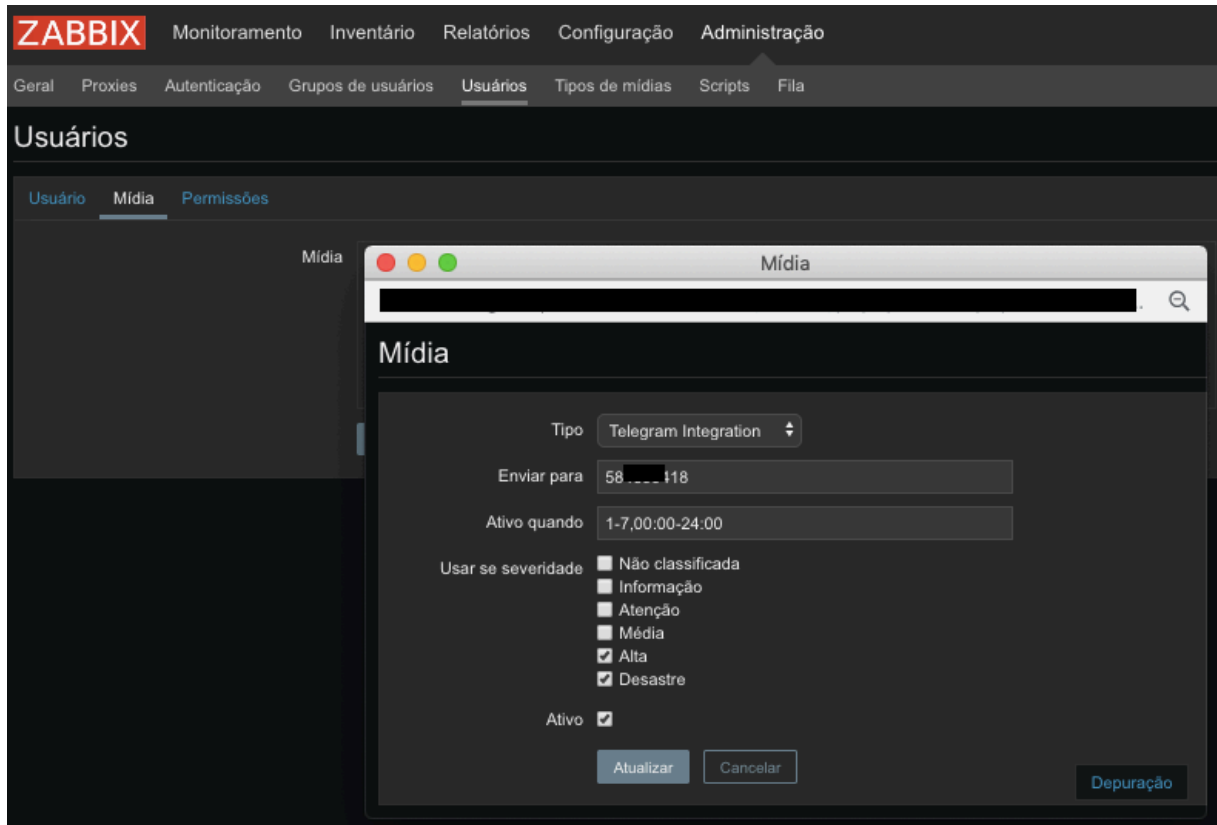 ZABBIX Monitoramento Inventário Relatórios Configuração Administração
Geral Proxies Autenticação Grupos de usuários Usuários Tipos de mídias Scripts Fila
Usuários
Usuário Mídia Permissões
Mídia
Mídia
Mídia
Tipo Telegram Integration
Enviar para 58 418
Ativo quando 1-7,00:00-24:00
Usar se severidade Não classificada
Informação
Atenção
Média
Alta
Desastre
Ativo
Atualizar Cancelar
Depuração